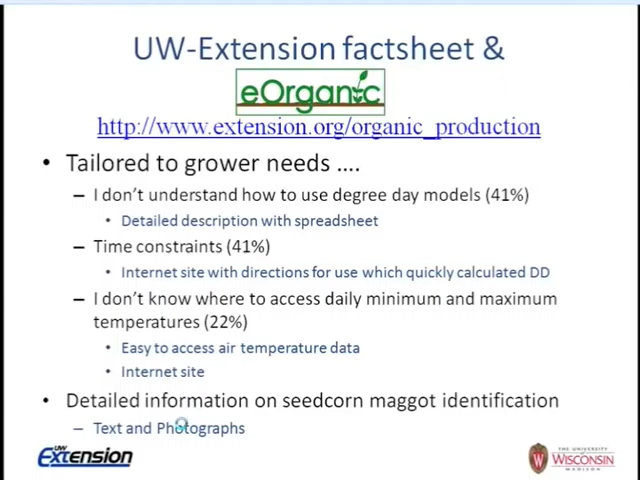 UW-Extension factsheet &
eOrganic
http://www.extension.org/organic_production
• Tailored to grower needs ….
– I don't understand how to use degree day models (41%)
• Detailed description with spreadsheet
– Time constraints (41%)
• Internet site with directions for use which quickly calculated DD
– I don't know where to access daily minimum and maximum
temperatures (22%)
• Easy to access air temperature data
• Internet site
• Detailed information on seedcorn maggot identification
– Text and Photographs
UW
Extension
THE UNIVERSITY
of
WISCONSIN
MADISON